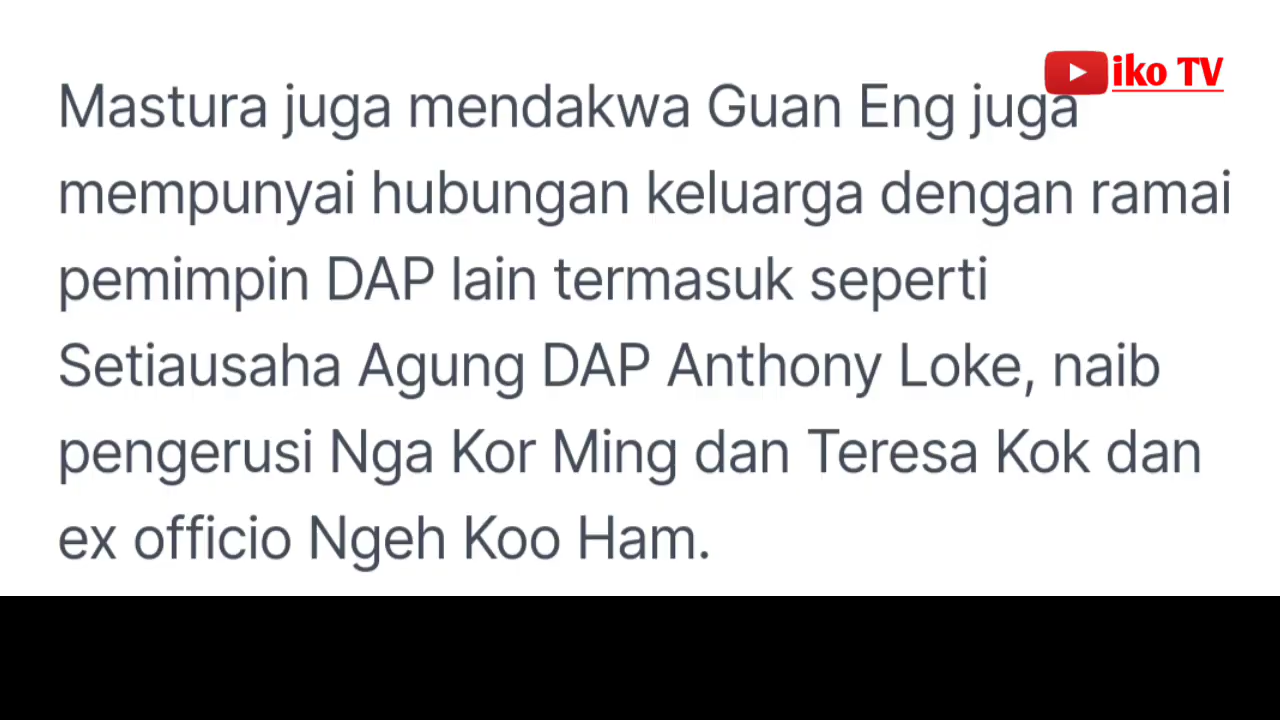 iko TV
Mastura juga mendakwa Guan Eng juga
mempunyai hubungan keluarga dengan ramai
pemimpin DAP lain termasuk seperti
Setiausaha Agung DAP Anthony Loke, naib
pengerusi Nga Kor Ming dan Teresa Kok dan
ex officio Ngeh Koo Ham.